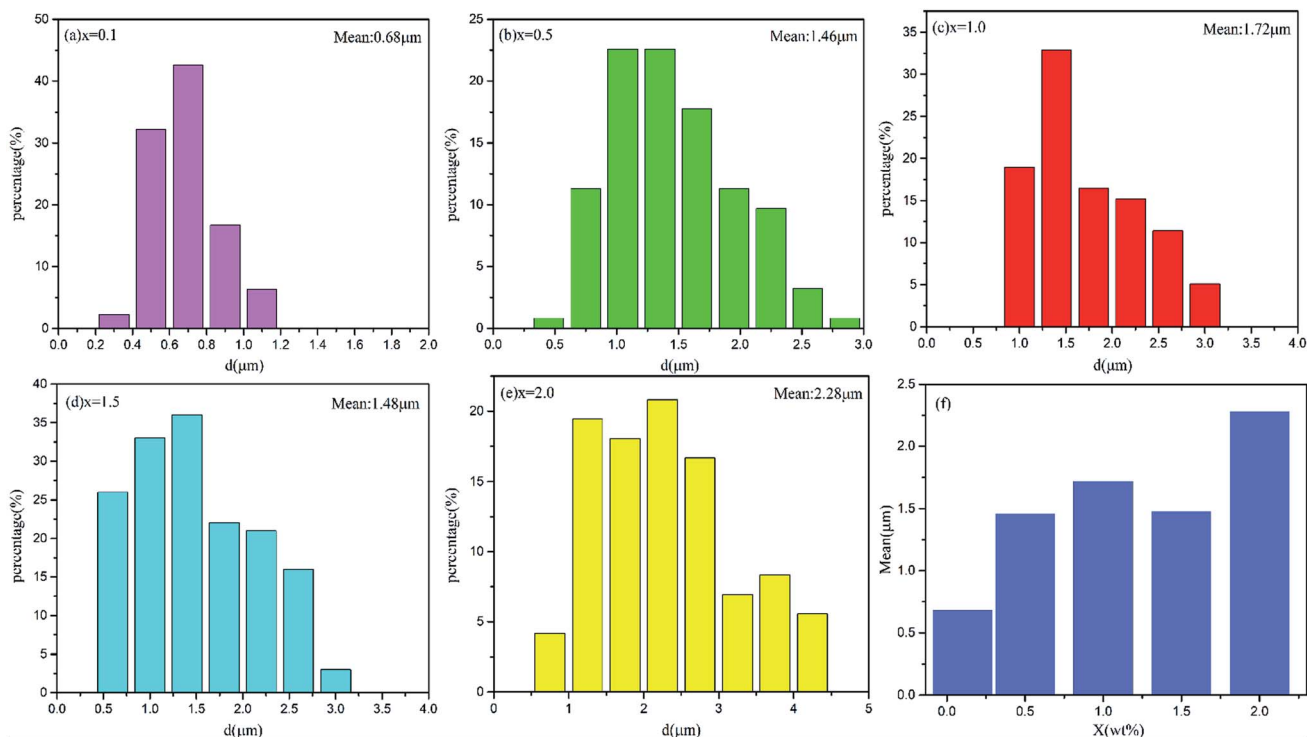 (a)x=0.1
Mean:0.68μm
percentage(%)
50
40
30
20
10
0
0.0 0.2 0.4 0.6 0.8 1.0 1.2 1.4 1.6 1.8 2.0
d(μm)
(b)x=0.5
Mean:1.46μm
percentage(%)
25
20
15
10
5
0
0.5 1.0 1.5 2.0 2.5 3.0
d(μm)
(c)x=1.0
Mean:1.72μm
percentage(%)
35
30
25
20
15
10
5
0
0.0 0.5 1.0 1.5 2.0 2.5 3.0 3.5 4.0
d(μm)
(d)x=1.5
Mean:1.48μm
percentage(%)
40
35
30
25
20
15
10
5
0
0.0 0.5 1.0 1.5 2.0 2.5 3.0 3.5 4.0
d(μm)
(e)x=2.0
Mean:2.28μm
percentage(%)
20
15
10
5
0
1 2 3 4 5
d(μm)
(f)
Mean(μm)
2.5
2.0
1.5
1.0
0.5
0.0
0.0 0.5 1.0 1.5 2.0
X(wt%)